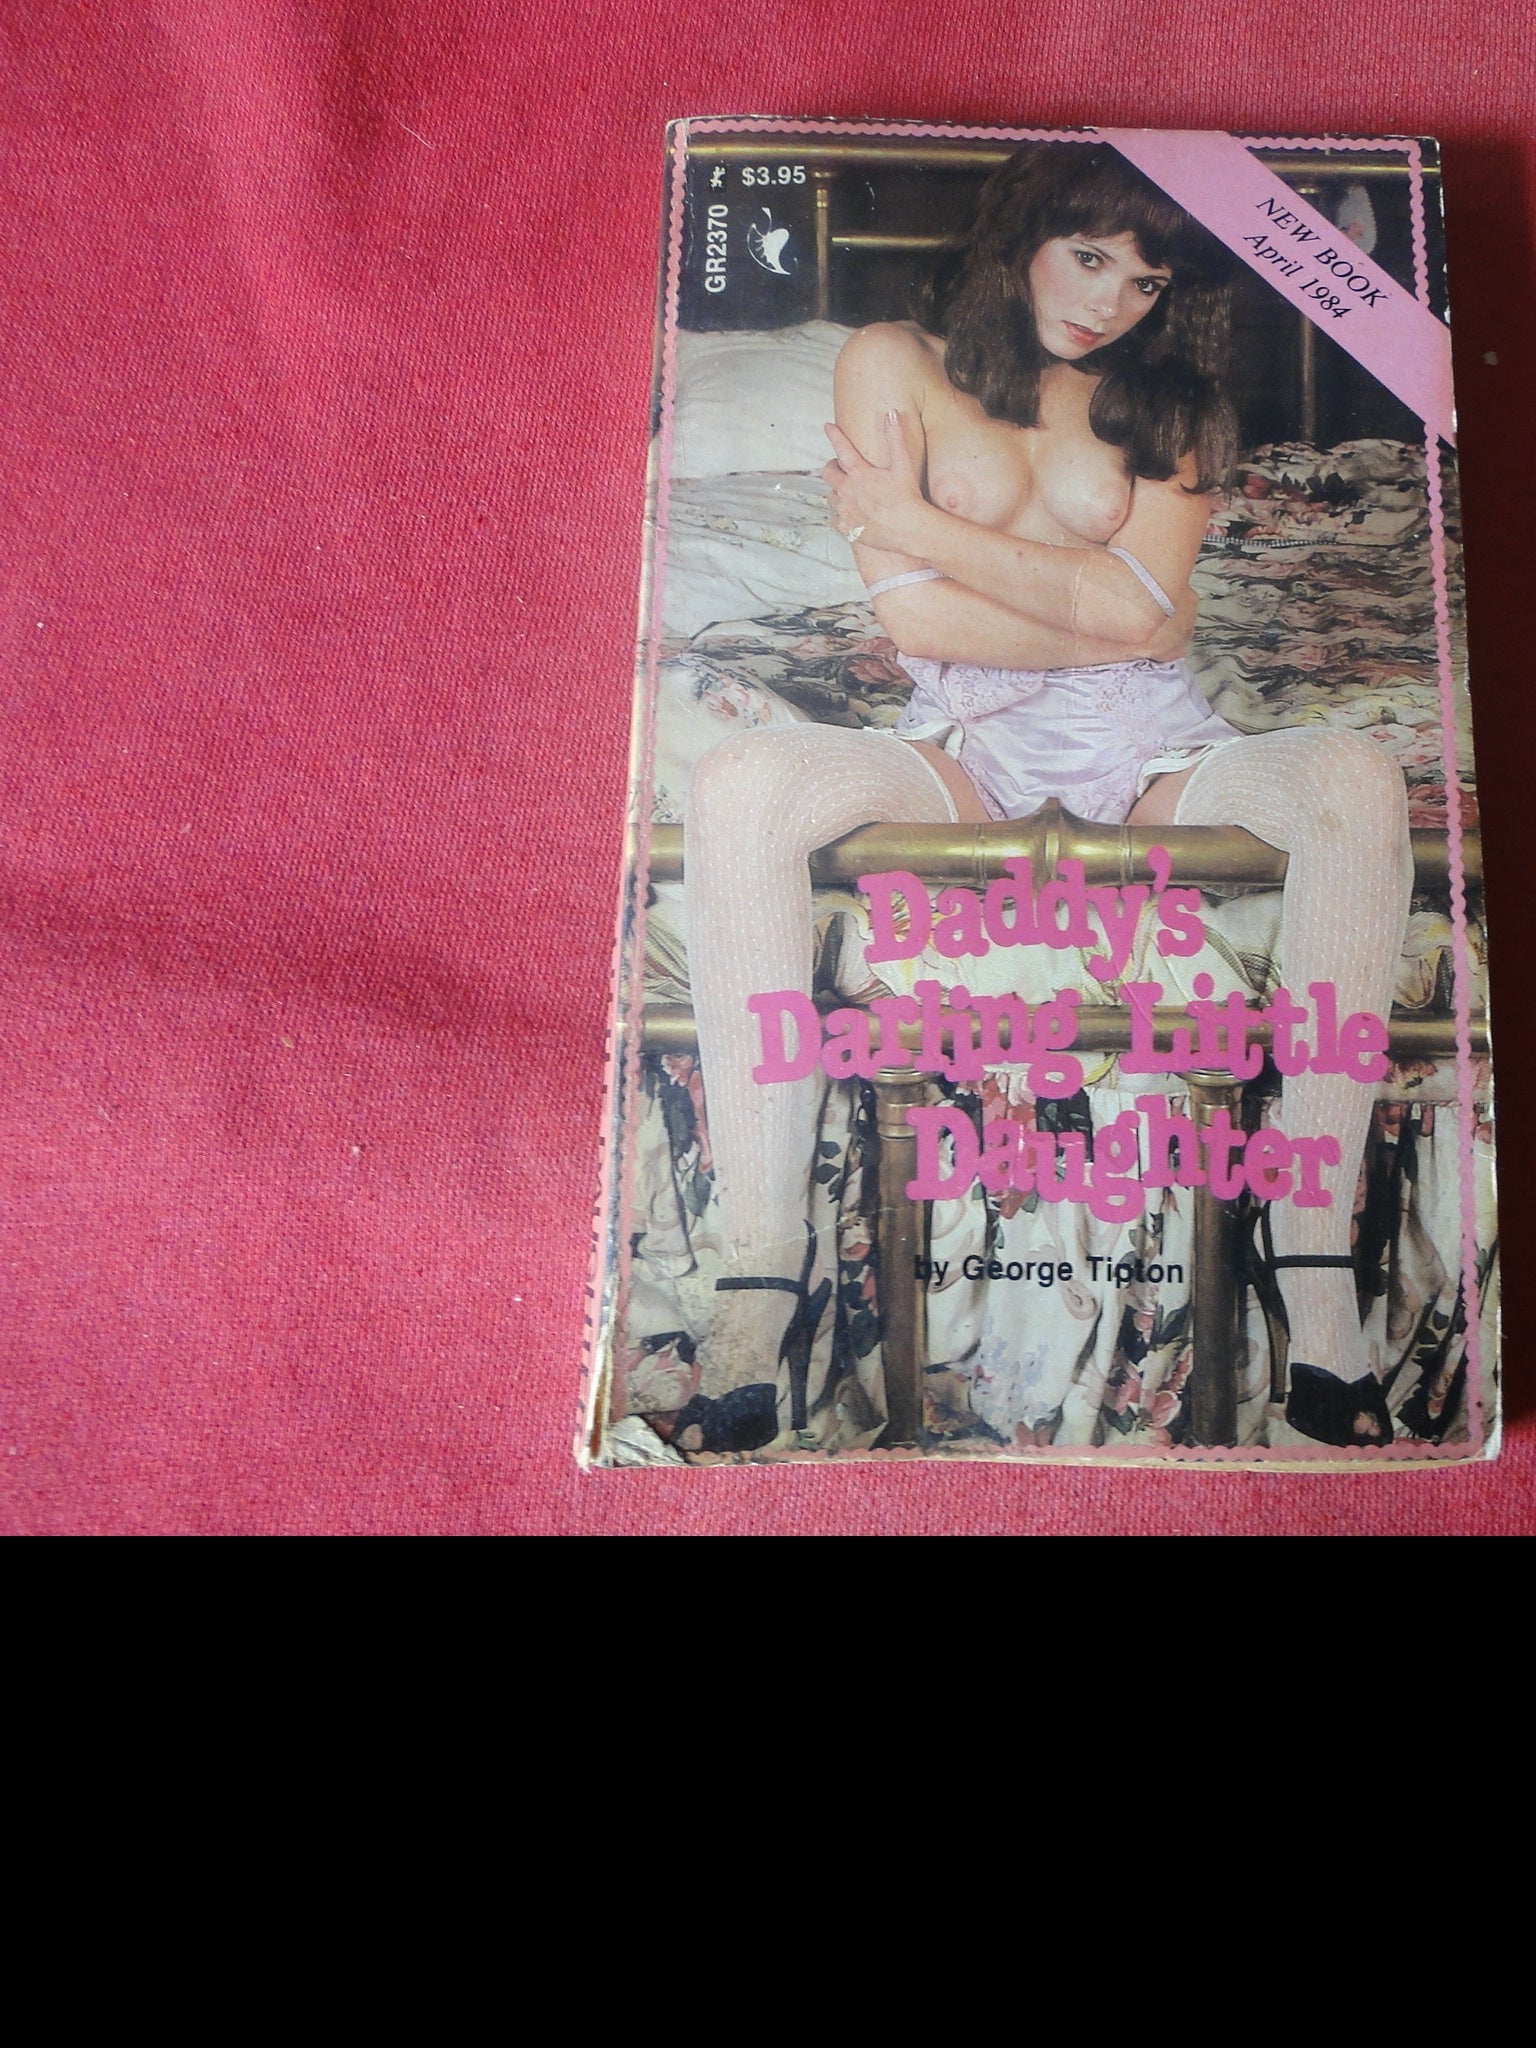 $3.95
GR2370
NEW BOOK
April 1984
Daddy's
Darling Little
Daughter
by George Tipton